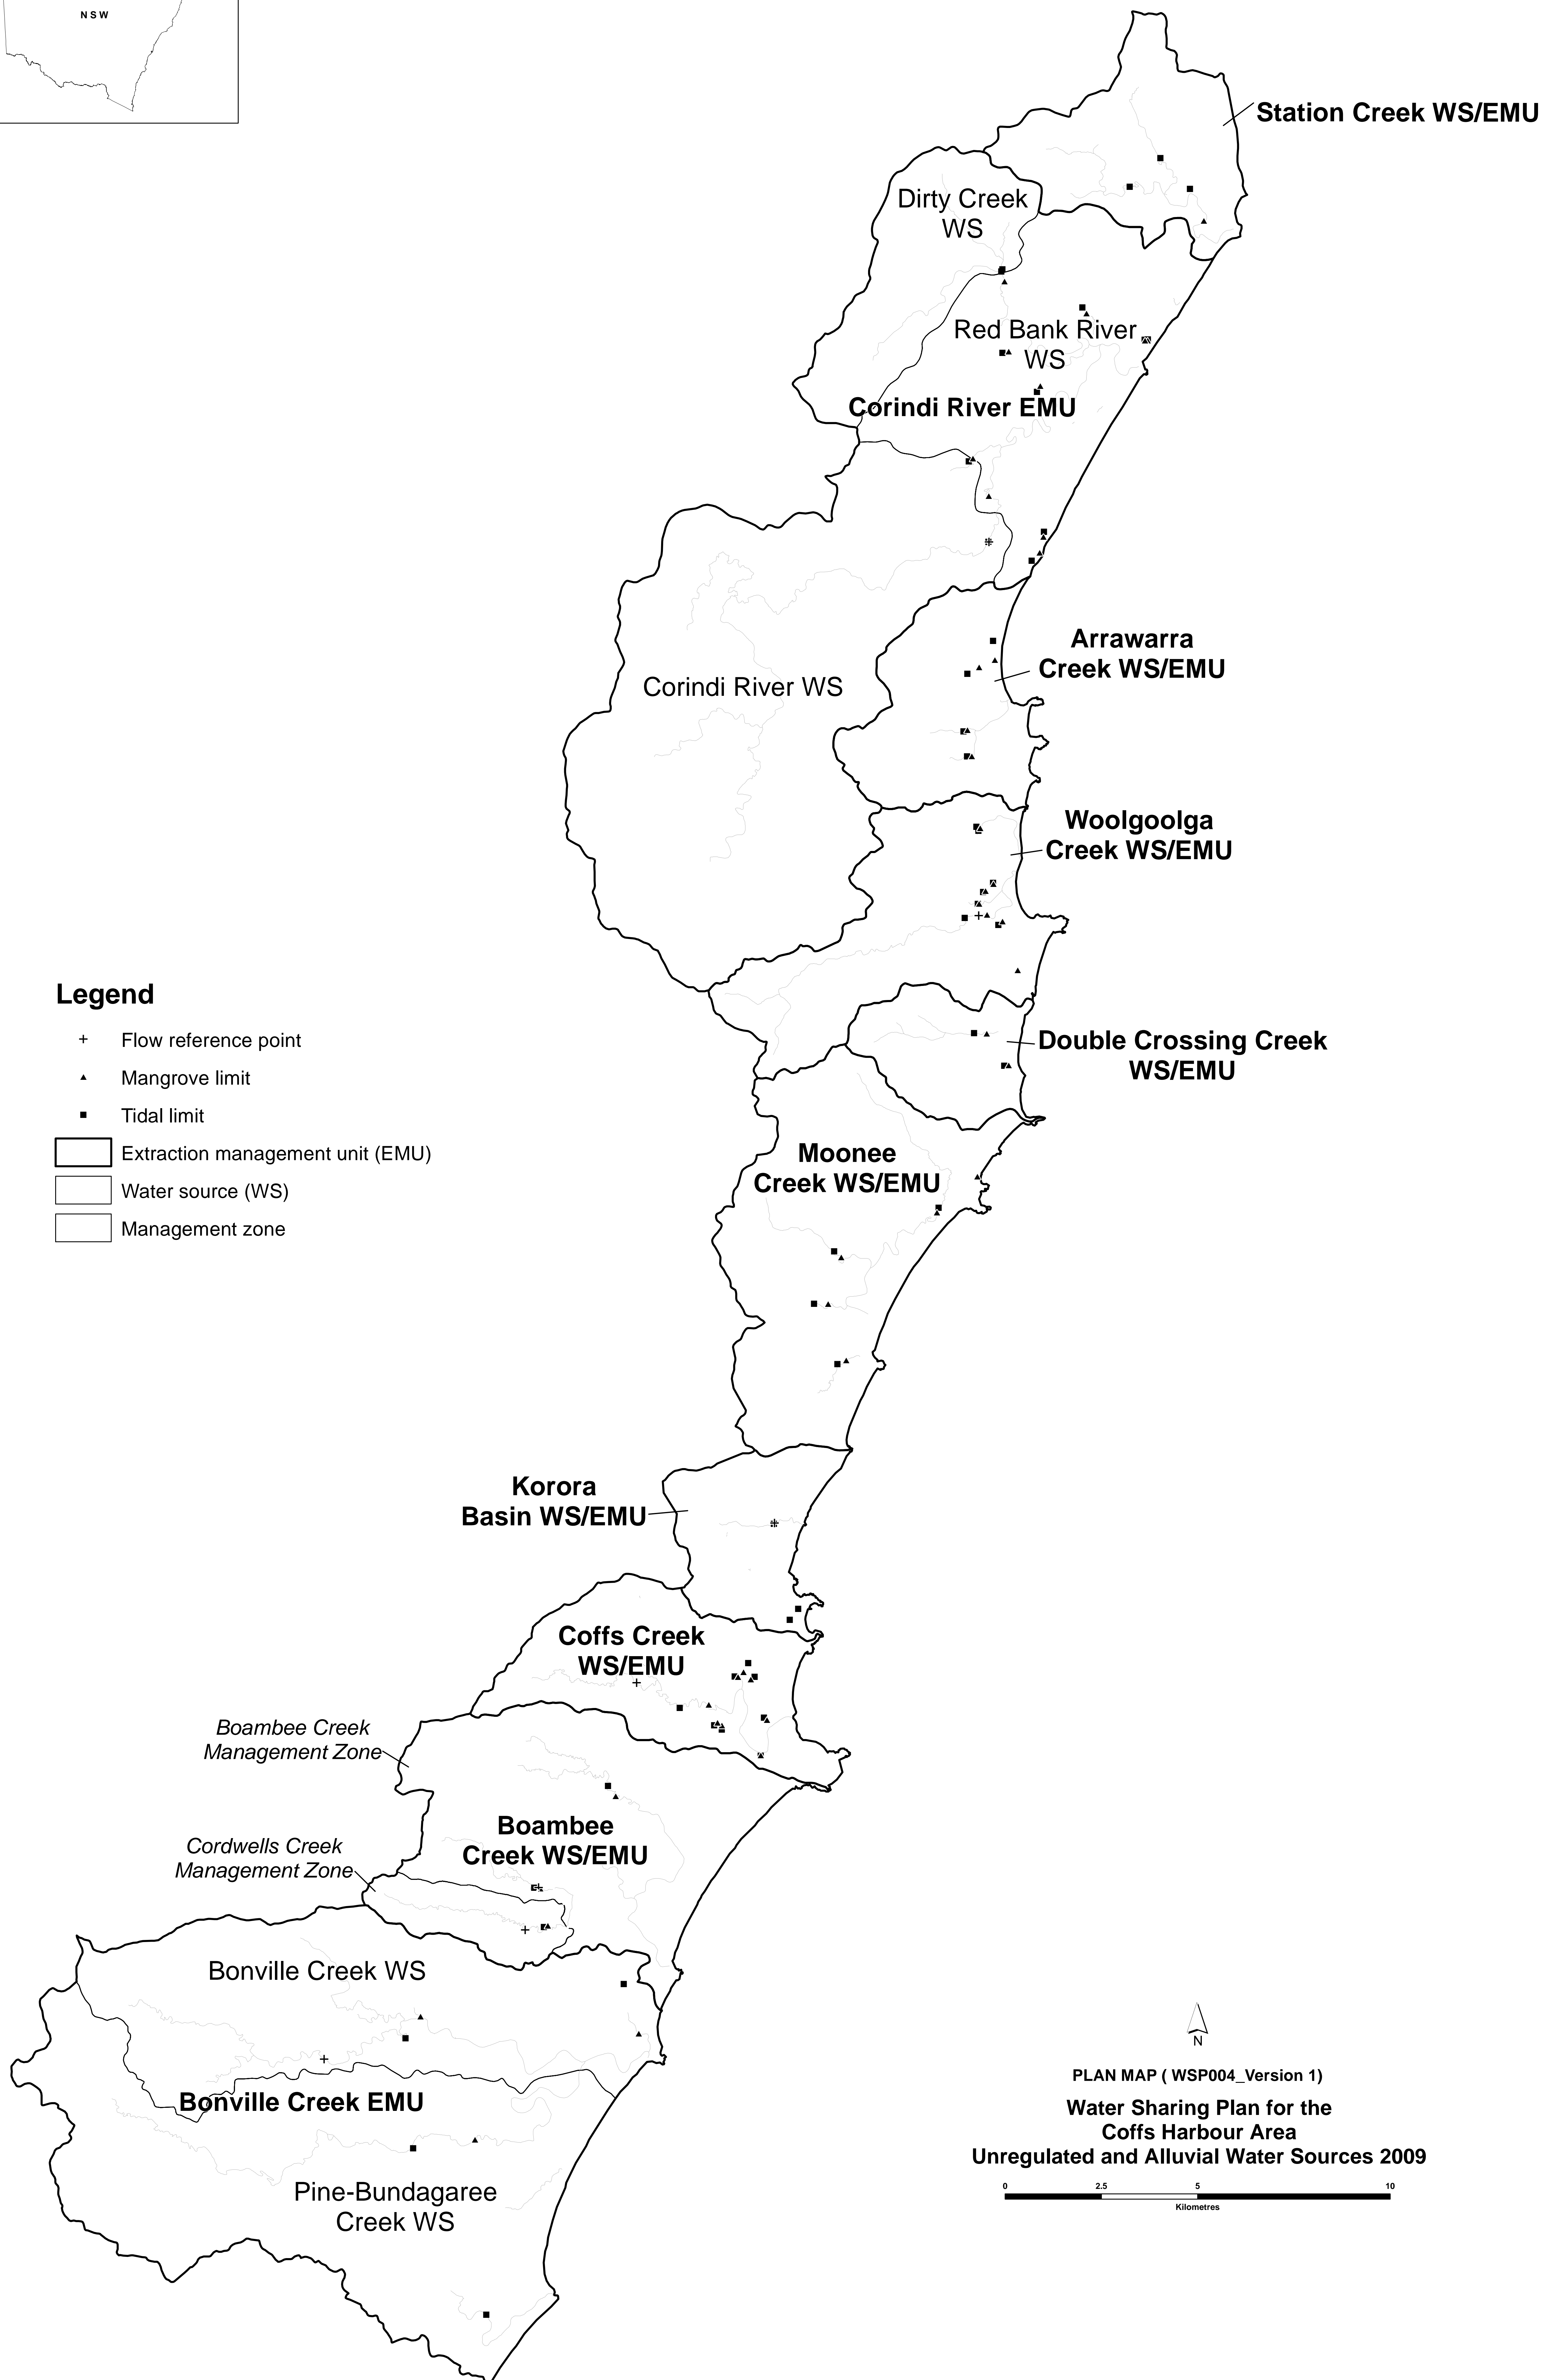 NSW
Station Creek WS/EMU
Dirty Creek
WS
Red Bank River
WS
Corindi River EMU
Arrawarra
Creek WS/EMU
Corindi River WS
Woolgoolga
Creek WS/EMU
Legend
Flow reference point
Mangrove limit
Tidal limit
Extraction management unit (EMU)
Water source (WS)
Management zone
Double Crossing Creek
WS/EMU
Moonee
Creek WS/EMU
Korora
Basin WS/EMU
Coffs Creek
WS/EMU
Boambee Creek
Management Zone
Boambee
Creek WS/EMU
Cordwells Creek
Management Zone
Bonville Creek WS
Bonville Creek EMU
Pine-Bundagaree
Creek WS
N
PLAN MAP ( WSP004_Version 1)
Water Sharing Plan for the
Coffs Harbour Area
Unregulated and Alluvial Water Sources 2009
0 2.5 5 10
Kilometres